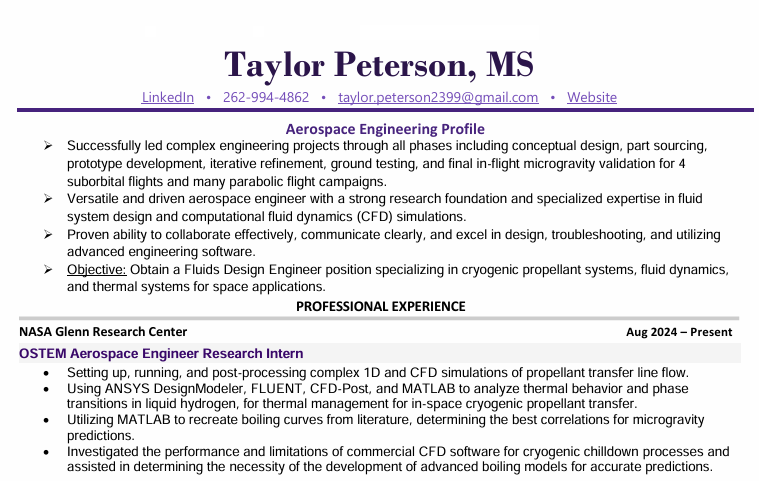 Taylor Peterson, MS
LinkedIn • 262-994-4862 • taylor.peterson2399@gmail.com • Website
Aerospace Engineering Profile
➢ Successfully led complex engineering projects through all phases including conceptual design, part sourcing,
prototype development, iterative refinement, ground testing, and final in-flight microgravity validation for 4
suborbital flights and many parabolic flight campaigns.
➢ Versatile and driven aerospace engineer with a strong research foundation and specialized expertise in fluid
system design and computational fluid dynamics (CFD) simulations.
➢ Proven ability to collaborate effectively, communicate clearly, and excel in design, troubleshooting, and utilizing
advanced engineering software.
➢ Objective: Obtain a Fluids Design Engineer position specializing in cryogenic propellant systems, fluid dynamics,
and thermal systems for space applications.
PROFESSIONAL EXPERIENCE
NASA Glenn Research Center Aug 2024 – Present
OSTEM Aerospace Engineer Research Intern
• Setting up, running, and post-processing complex 1D and CFD simulations of propellant transfer line flow.
• Using ANSYS DesignModeler, FLUENT, CFD-Post, and MATLAB to analyze thermal behavior and phase
transitions in liquid hydrogen, for thermal management for in-space cryogenic propellant transfer.
• Utilizing MATLAB to recreate boiling curves from literature, determining the best correlations for microgravity
predictions.
• Investigated the performance and limitations of commercial CFD software for cryogenic chilldown processes and
assisted in determining the necessity of the development of advanced boiling models for accurate predictions.